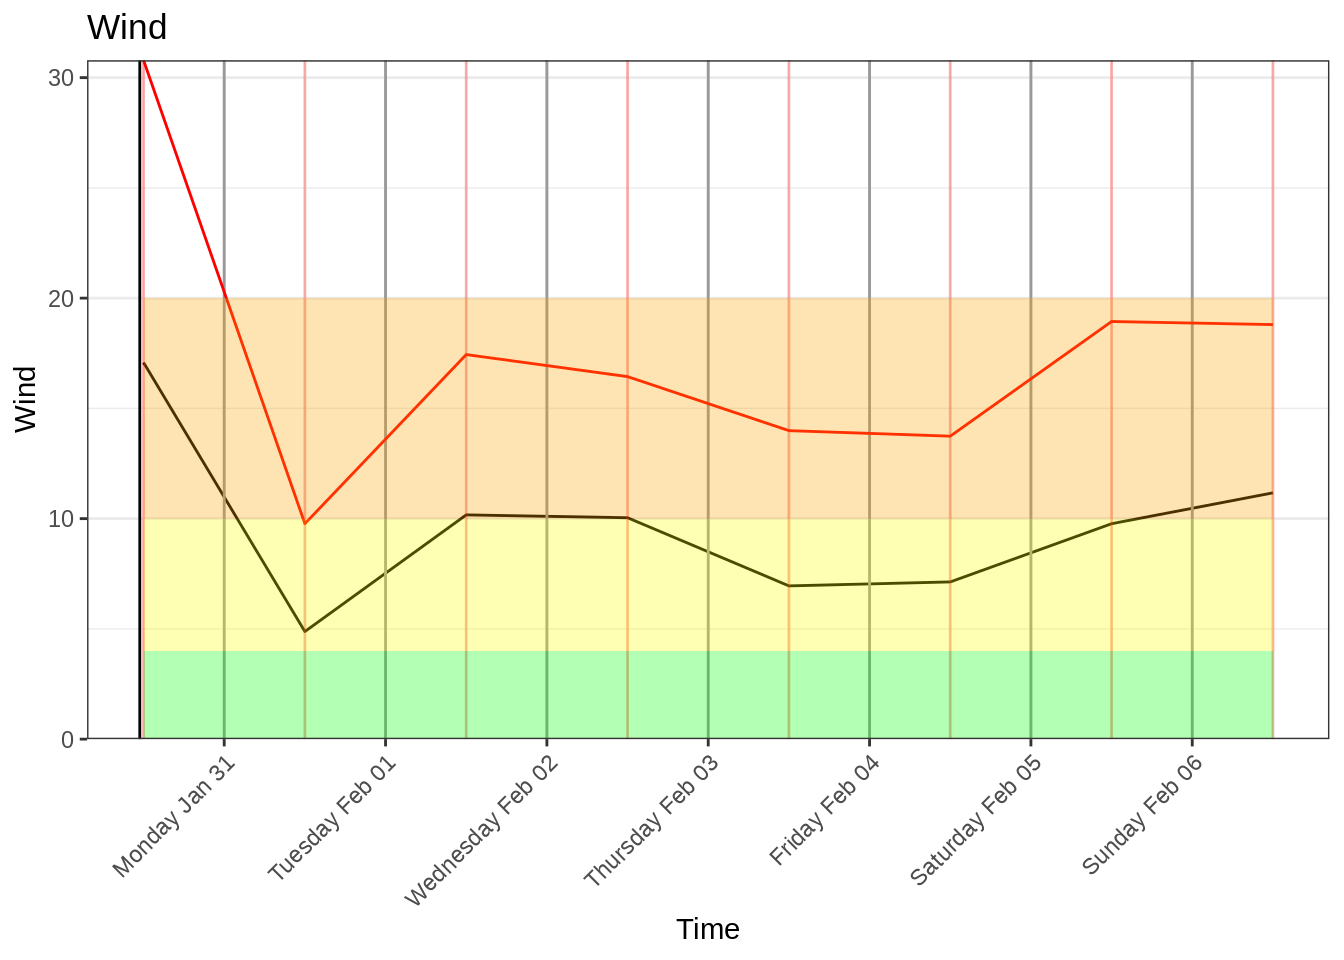 Wind
Wind
30
20
10
0
Monday Jan 31
Tuesday Feb 01
Wednesday Feb 02
Thursday Feb 03
Friday Feb 04
Saturday Feb 05
Sunday Feb 06
Time